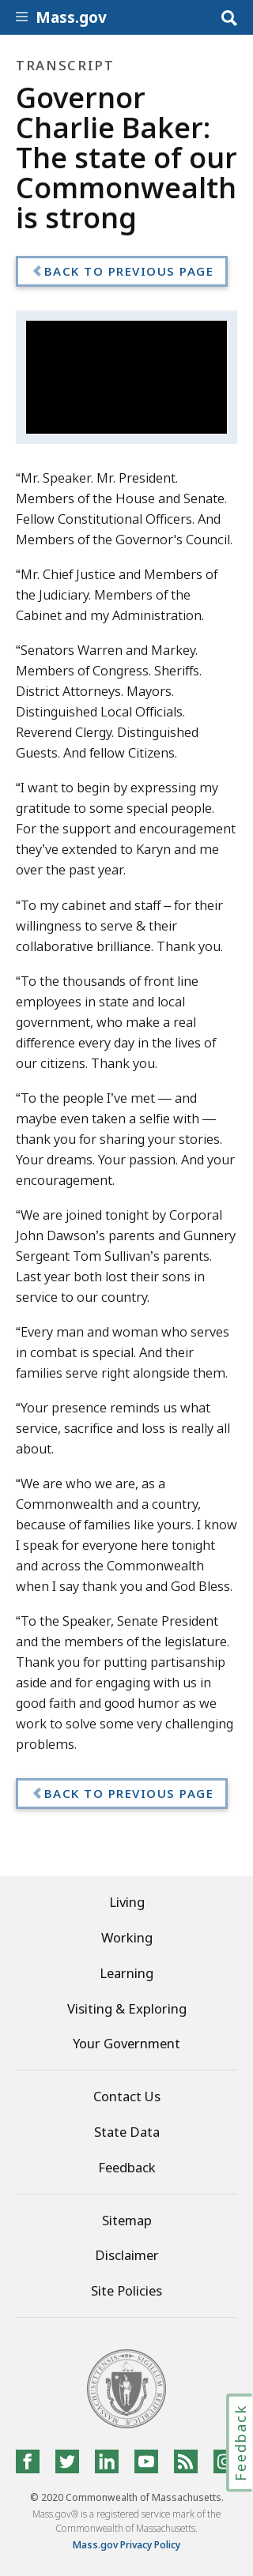 Mass.gov
TRANSCRIPT
Governor
Charlie Baker:
The state of our
Commonwealth
is strong
BACK TO PREVIOUS PAGE
“Mr. Speaker. Mr. President.
Members of the House and Senate.
Fellow Constitutional Officers. And
Members of the Governor's Council.
“Mr. Chief Justice and Members of
the Judiciary. Members of the
Cabinet and my Administration.
“Senators Warren and Markey.
Members of Congress. Sheriffs.
District Attorneys. Mayors.
Distinguished Local Officials.
Reverend Clergy. Distinguished
Guests. And fellow Citizens.
“I want to begin by expressing my
gratitude to some special people.
For the support and encouragement
they’ve extended to Karyn and me
over the past year.
“To my cabinet and staff – for their
willingness to serve & their
collaborative brilliance. Thank you.
“To the thousands of front line
employees in state and local
government, who make a real
difference every day in the lives of
our citizens. Thank you.
“To the people I’ve met — and
maybe even taken a selfie with —
thank you for sharing your stories.
Your dreams. Your passion. And your
encouragement.
“We are joined tonight by Corporal
John Dawson’s parents and Gunnery
Sergeant Tom Sullivan’s parents.
Last year both lost their sons in
service to our country.
“Every man and woman who serves
in combat is special. And their
families serve right alongside them.
“Your presence reminds us what
service, sacrifice and loss is really all
about.
“We are who we are, as a
Commonwealth and a country,
because of families like yours. I know
I speak for everyone here tonight
and across the Commonwealth
when I say thank you and God Bless.
“To the Speaker, Senate President
and the members of the legislature.
Thank you for putting partisanship
aside and for engaging with us in
good faith and good humor as we
work to solve some very challenging
problems.
BACK TO PREVIOUS PAGE
Living
Working
Learning
Visiting & Exploring
Your Government
Contact Us
State Data
Feedback
Sitemap
Disclaimer
Site Policies
Feedback
© 2020 Commonwealth of Massachusetts.
Mass.gov® is a registered service mark of the
Commonwealth of Massachusetts.
Mass.gov Privacy Policy